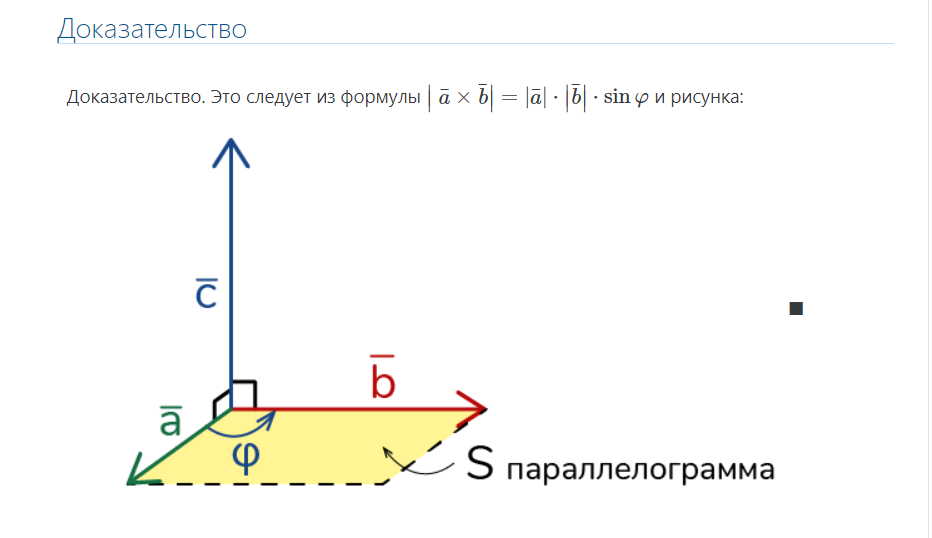 Доказательство
Доказательство. Это следует из формулы | ā × b̄| = |ā| · |b̄| · sin φ и рисунка:
c̄
b̄
ā
φ
S параллелограмма